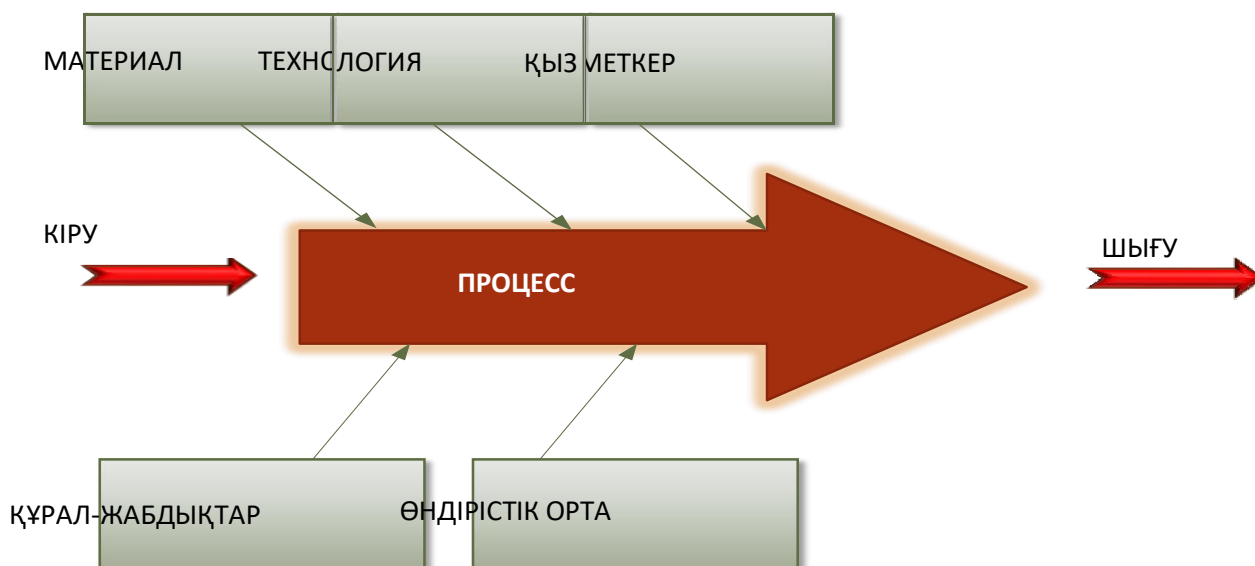 МАТЕРИАЛ ТЕХНОЛОГИЯ ҚЫЗМЕТКЕР
КІРУ
ПРОЦЕСС
ШЫҒУ
ҚҰРАЛ-ЖАБДЫҚТАР ӨНДІРІСТІК ОРТА